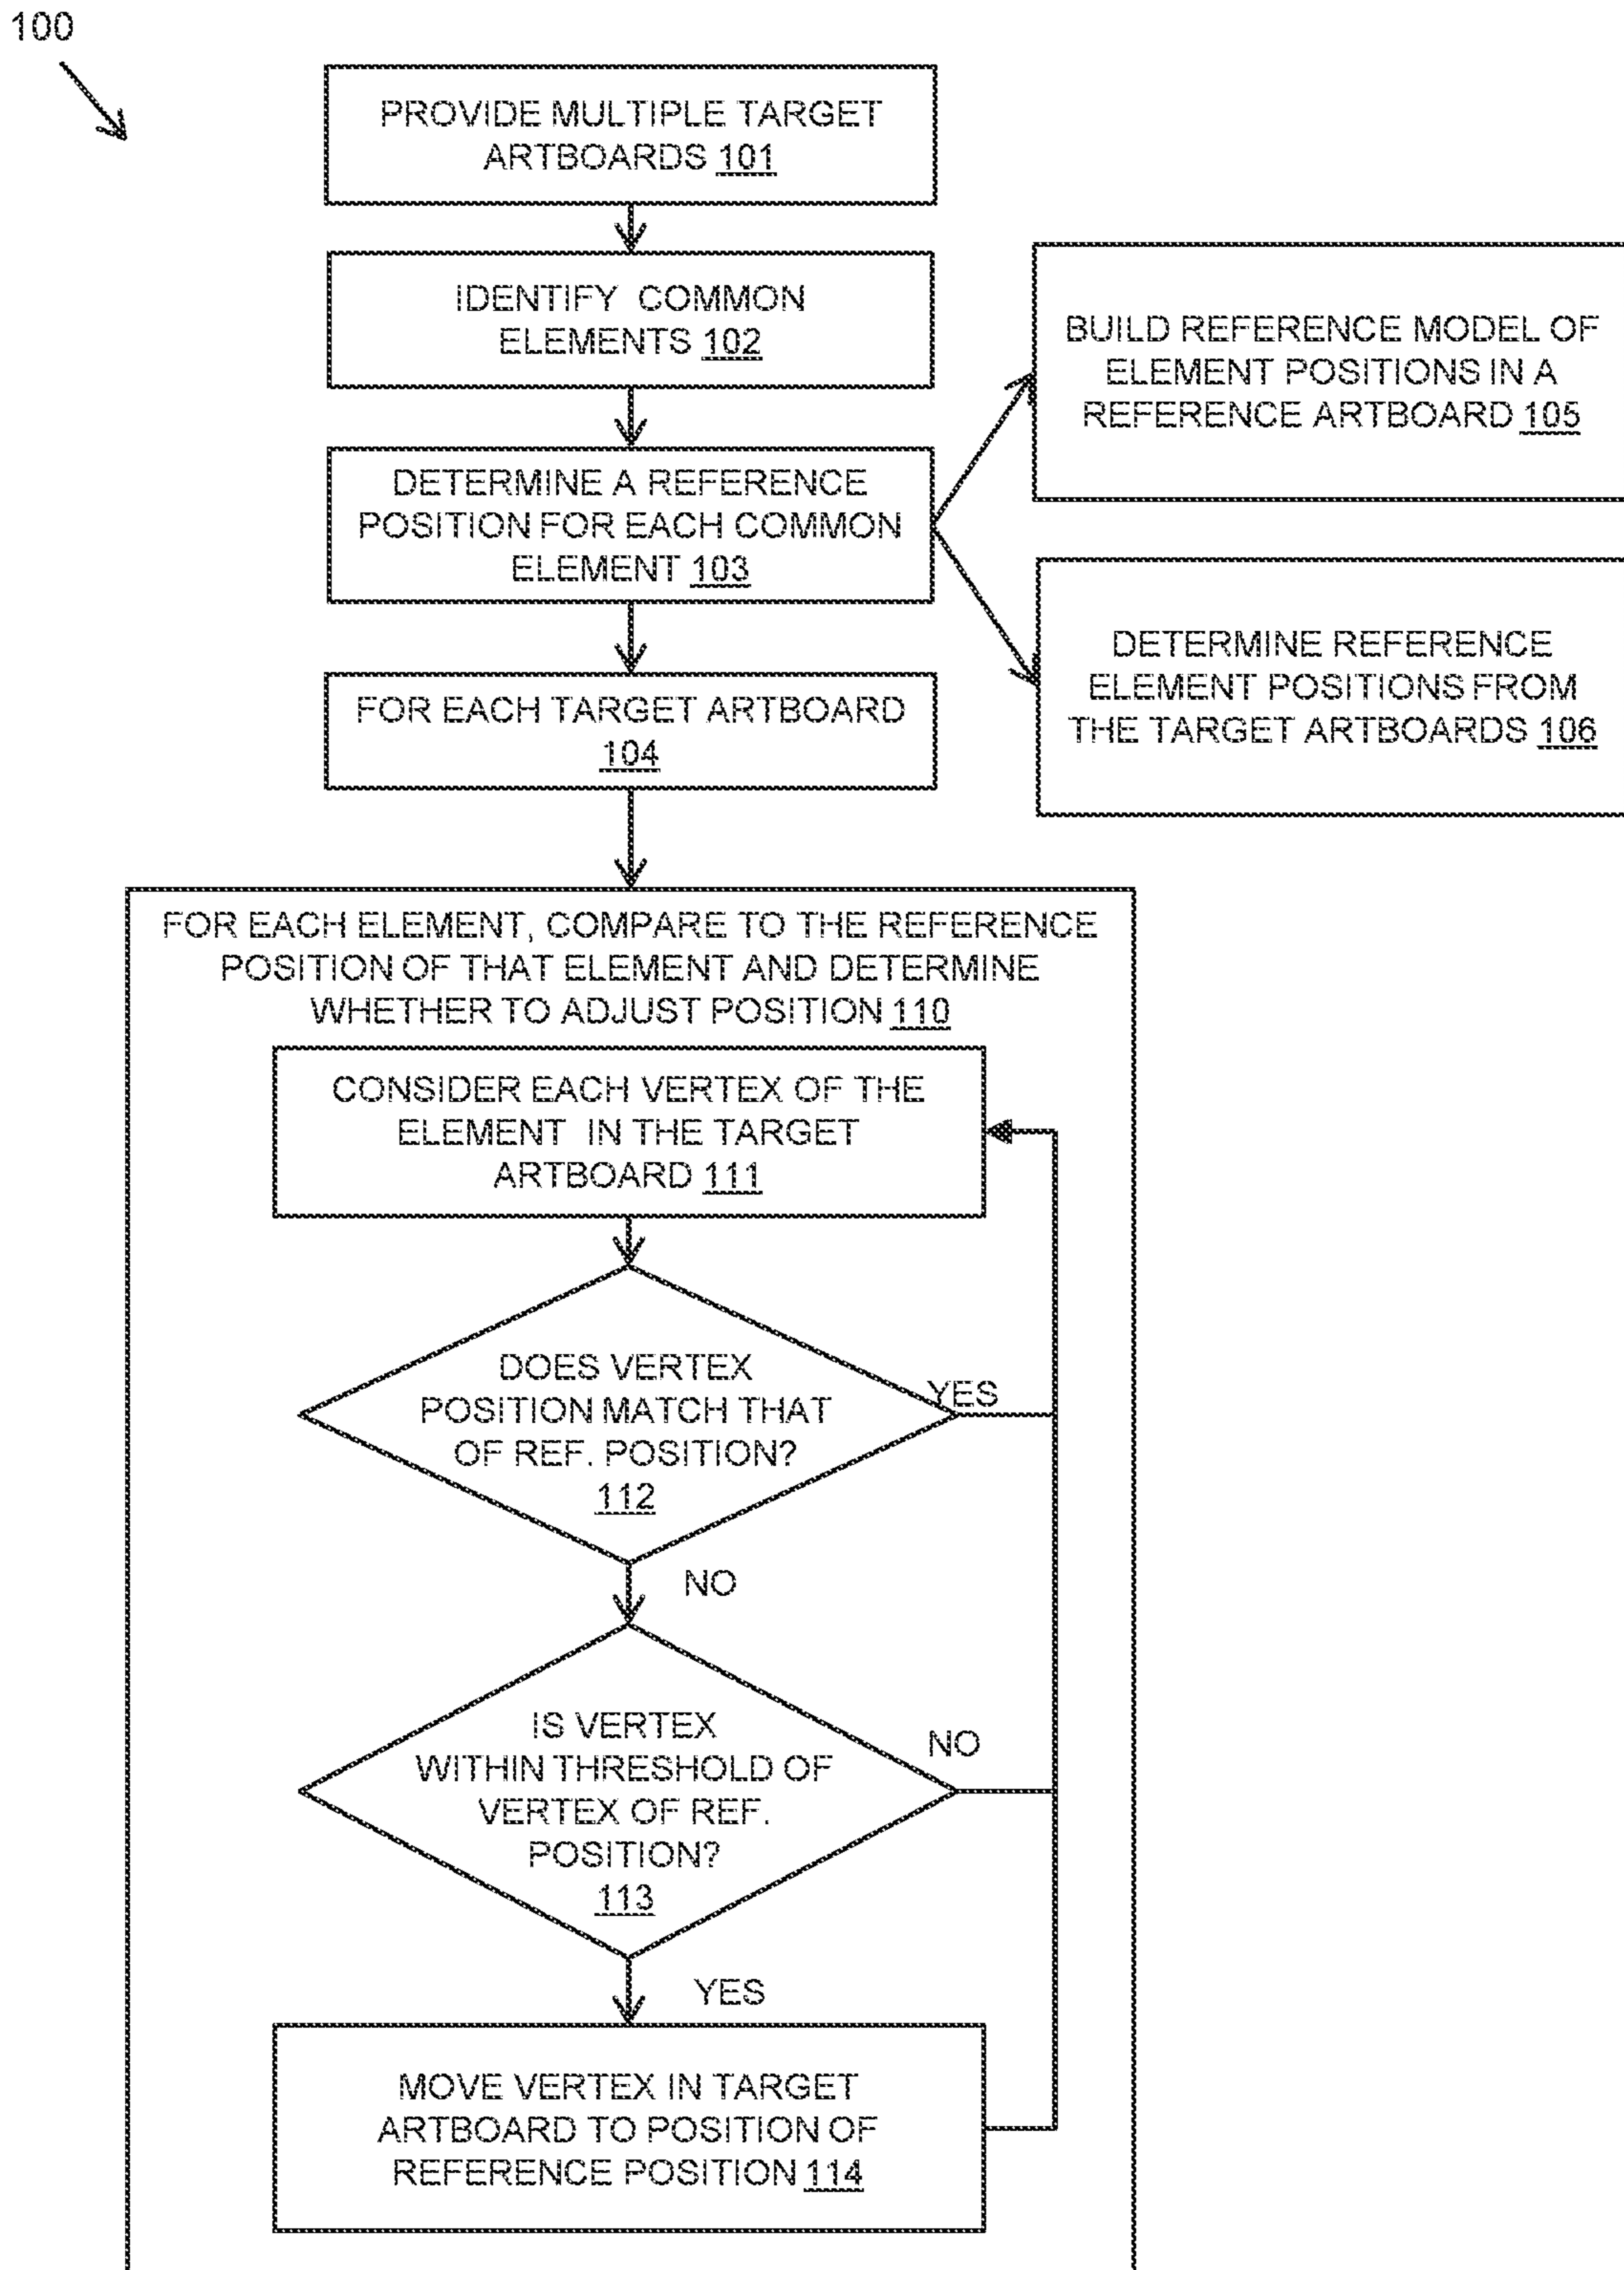 100
PROVIDE MULTIPLE TARGET
ARTBOARDS 101
IDENTIFY COMMON
ELEMENTS 102
DETERMINE A REFERENCE
POSITION FOR EACH COMMON
ELEMENT 103
BUILD REFERENCE MODEL OF
ELEMENT POSITIONS IN A
REFERENCE ARTBOARD 105
DETERMINE REFERENCE
ELEMENT POSITIONS FROM
THE TARGET ARTBOARDS 106
FOR EACH TARGET ARTBOARD
104
FOR EACH ELEMENT, COMPARE TO THE REFERENCE
POSITION OF THAT ELEMENT AND DETERMINE
WHETHER TO ADJUST POSITION 110
CONSIDER EACH VERTEX OF THE
ELEMENT IN THE TARGET
ARTBOARD 111
DOES VERTEX
POSITION MATCH THAT
OF REF. POSITION?
112
YES
NO
IS VERTEX
WITHIN THRESHOLD OF
VERTEX OF REF.
POSITION?
113
NO
YES
MOVE VERTEX IN TARGET
ARTBOARD TO POSITION OF
REFERENCE POSITION 114